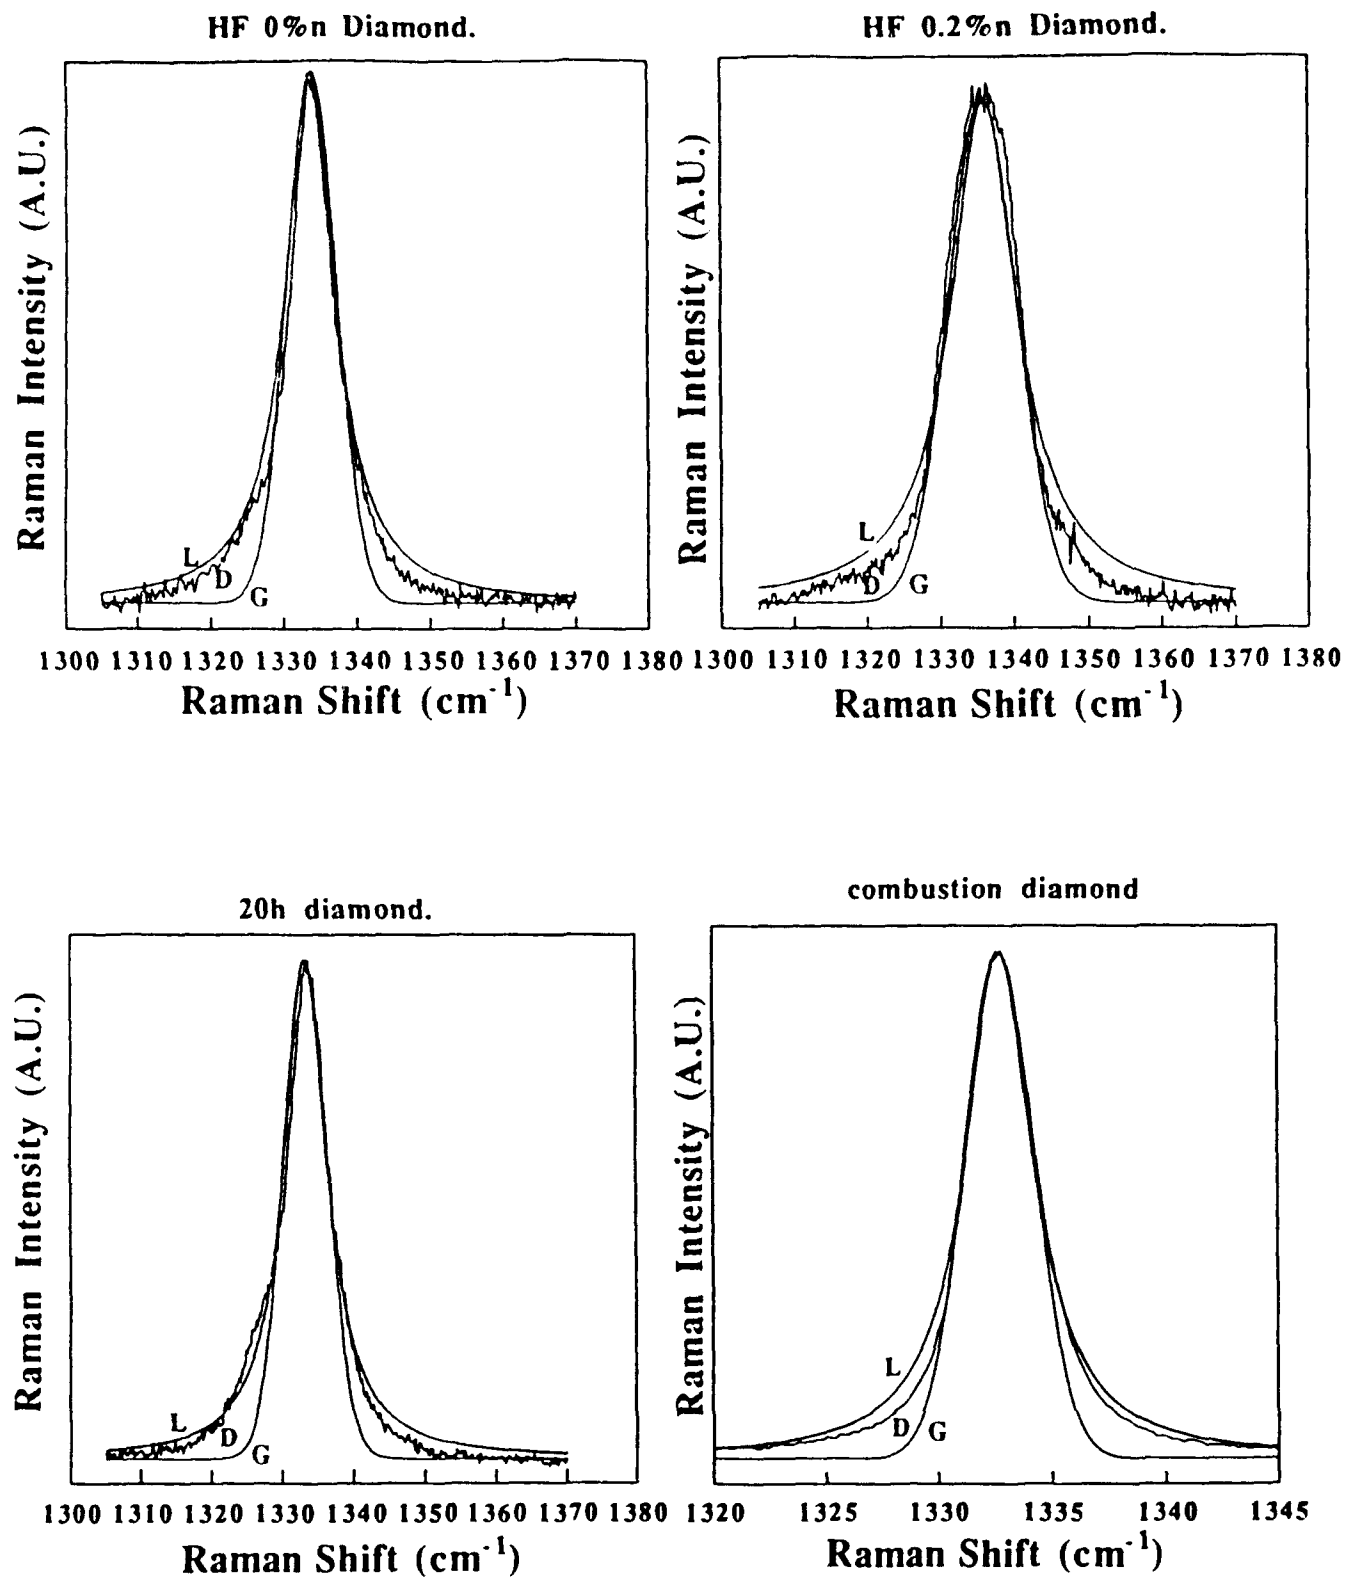 HF 0%n Diamond.
Raman Intensity (A.U.)
L
D
G
1300 1310 1320 1330 1340 1350 1360 1370 1380
Raman Shift (cm-1)
HF 0.2%n Diamond.
Raman Intensity (A.U.)
L
D
G
1300 1310 1320 1330 1340 1350 1360 1370 1380
Raman Shift (cm-1)
20h diamond.
Raman Intensity (A.U.)
L
D
G
1300 1310 1320 1330 1340 1350 1360 1370 1380
Raman Shift (cm-1)
combustion diamond
Raman Intensity (A.U.)
L
D
G
1320 1325 1330 1335 1340 1345
Raman Shift (cm-1)